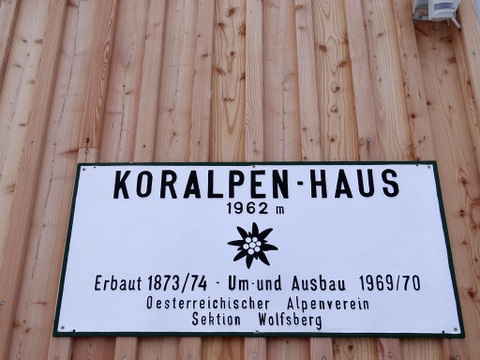 KORALPEN-HAUS
1962 m
Erbaut 1873/74 - Um-und Ausbau 1969/70
Oesterreichischer Alpenverein
Sektion Wolfsberg